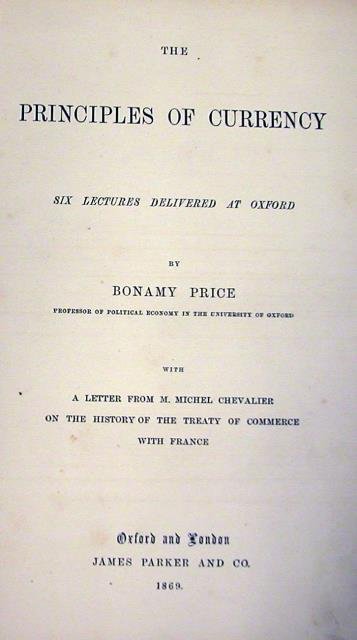 THE
PRINCIPLES OF CURRENCY
SIX LECTURES DELIVERED AT OXFORD
BY
BONAMY PRICE
PROFESSOR OF POLITICAL ECONOMY IN THE UNIVERSITY OF OXFORD
WITH
A LETTER FROM M. MICHEL CHEVALIER
ON THE HISTORY OF THE TREATY OF COMMERCE
WITH FRANCE
Oxford and London
JAMES PARKER AND CO.
1869.